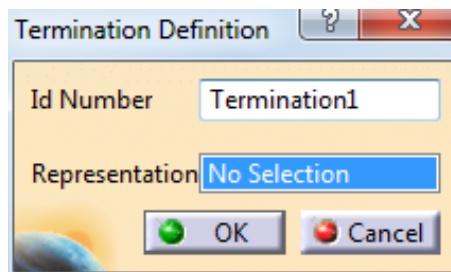 Termination Definition
Id Number Termination1
Representation No Selection
OK Cancel